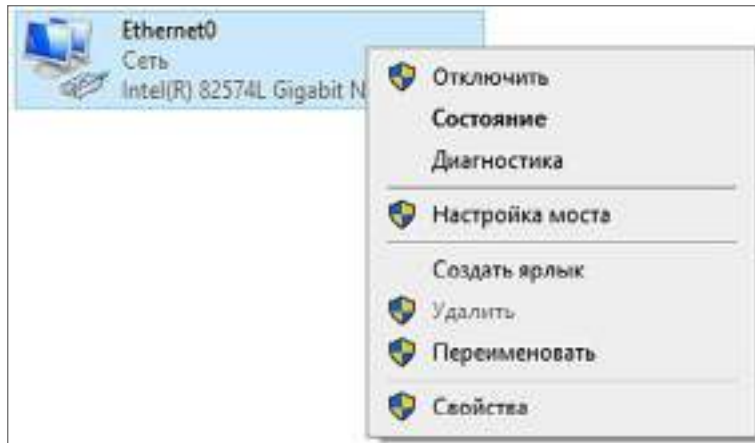 Ethernet0
Сеть
Intel(R) 82574L Gigabit N
Отключить
Состояние
Диагностика
Настройка моста
Создать ярлык
Удалить
Переименовать
Свойства